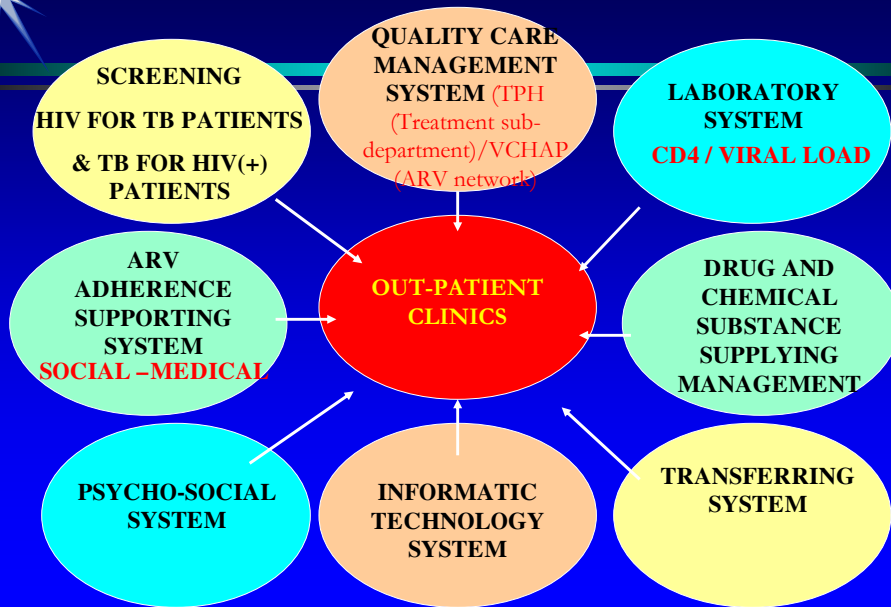 SCREENING
HIV FOR TB PATIENTS
& TB FOR HIV(+)
PATIENTS
QUALITY CARE
MANAGEMENT
SYSTEM (TPH
(Treatment sub-
department)/VCHAP
(ARV network)
LABORATORY
SYSTEM
CD4 / VIRAL LOAD
ARV
ADHERENCE
SUPPORTING
SYSTEM
SOCIAL –MEDICAL
OUT-PATIENT
CLINICS
DRUG AND
CHEMICAL
SUBSTANCE
SUPPLYING
MANAGEMENT
PSYCHO-SOCIAL
SYSTEM
INFORMATIC
TECHNOLOGY
SYSTEM
TRANSFERRING
SYSTEM